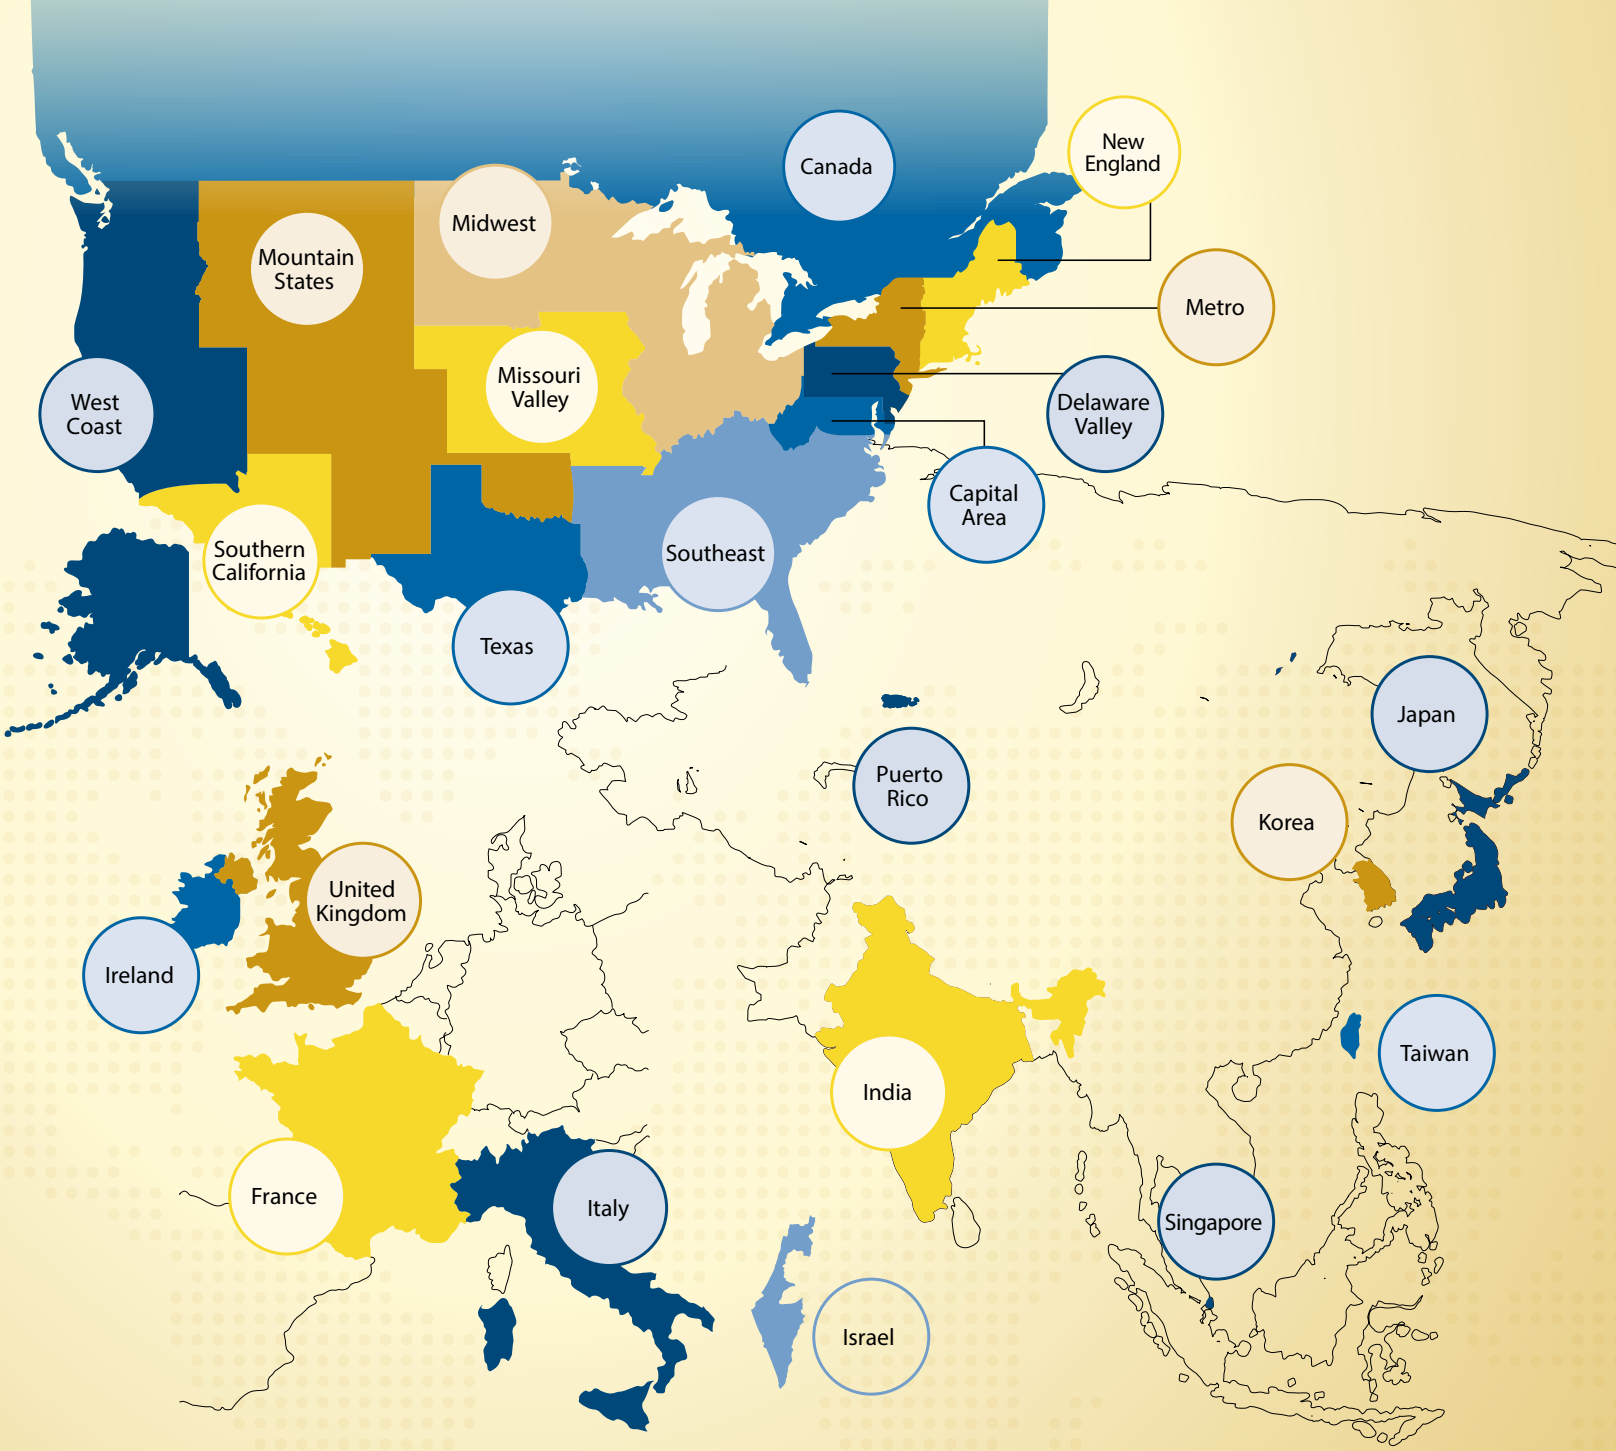 Canada
New
England
Midwest
Mountain
States
Metro
Missouri
Valley
West
Coast
Delaware
Valley
Capital
Area
Southern
California
Southeast
Texas
Japan
Puerto
Rico
Korea
United
Kingdom
Ireland
Taiwan
India
France
Italy
Singapore
Israel